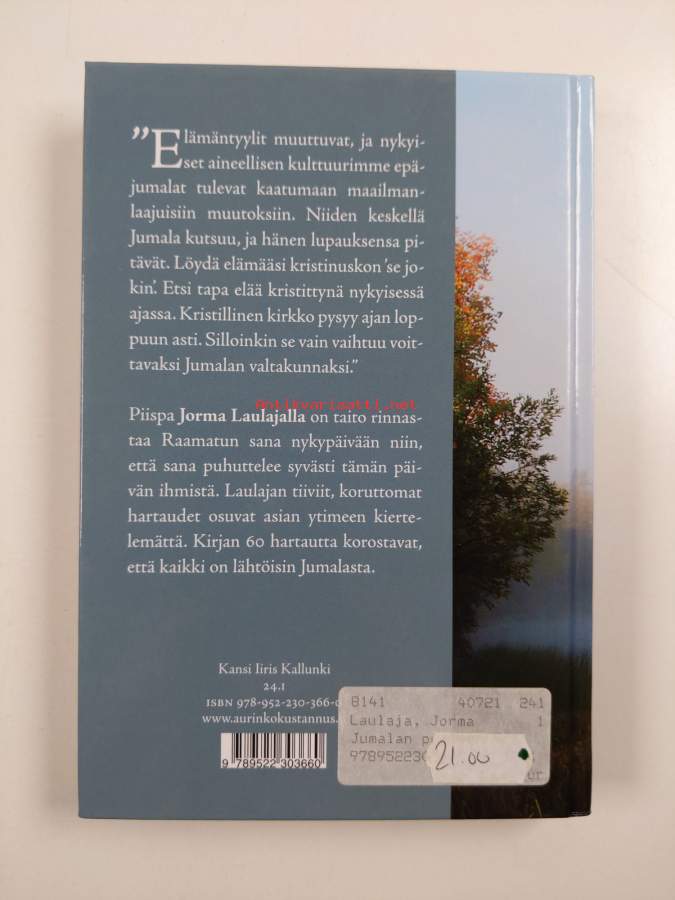 "Elämäntyylit muuttuvat, ja nykyi-
set aineellisen kulttuurimme epä-
jumalat tulevat kaatumaan maailman-
laajuisiin muutoksiin. Niiden keskellä
Jumala kutsuu, ja hänen lupauksensa pi-
tävät. Löydä elämääsi kristinuskon 'se jo-
kin'. Etsi tapa elää kristittynä nykyisessä
ajassa. Kristillinen kirkko pysyy ajan lop-
puun asti. Silloinkin se vain vaihtuu voit-
tavaksi Jumalan valtakunnaksi."
Antikvariaatti.net
Piispa Jorma Laulajalla on taito rinnas-
taa Raamatun sana nykypäivään niin,
että sana puhuttelee syvästi tämän päi-
vän ihmistä. Laulajan tiiviit, koruttomat
hartaudet osuvat asian ytimeen kierte-
lemättä. Kirjan 60 hartautta korostavat,
että kaikki on lähtöisin Jumalasta.
Kansi Iiris Kallunki
24.1
ISBN 978-952-230-366-
www.aurinkokustannus.
9 789522 303660
8141 40721 241
Laulaja, Jorma 1
Jumalan
978952230
21.00